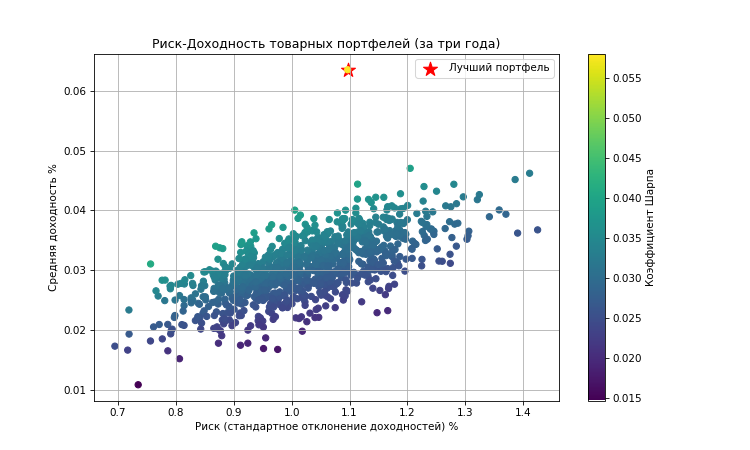 Риск-Доходность товарных портфелей (за три года)
Лучший портфель
Средняя доходность %
0.06
0.05
0.04
0.03
0.02
0.01
0.7 0.8 0.9 1.0 1.1 1.2 1.3 1.4
Риск (стандартное отклонение доходностей) %
0.055
0.050
0.045
0.040
0.035
0.030
0.025
0.020
0.015
Коэффициент Шарпа